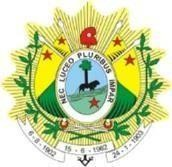 NEC LUCEO PLURIBUS IMPAR
6-8-1902
15-6-1962
24-1-1903